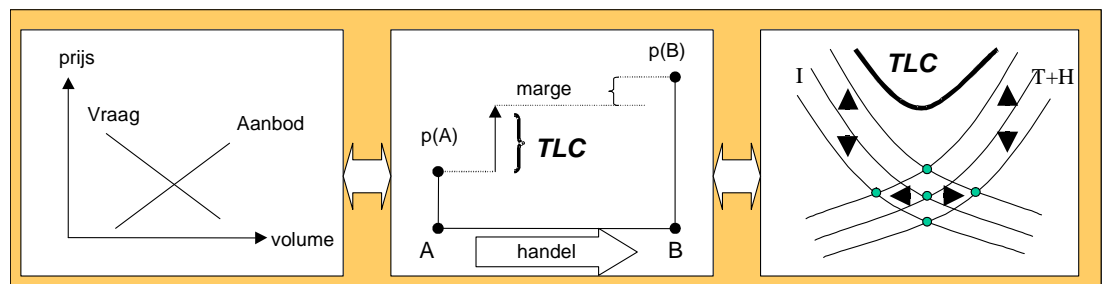 prijs
Vraag
Aanbod
volume
p(B)
marge
p(A)
TLC
A
handel
B
I
TLC
T+H